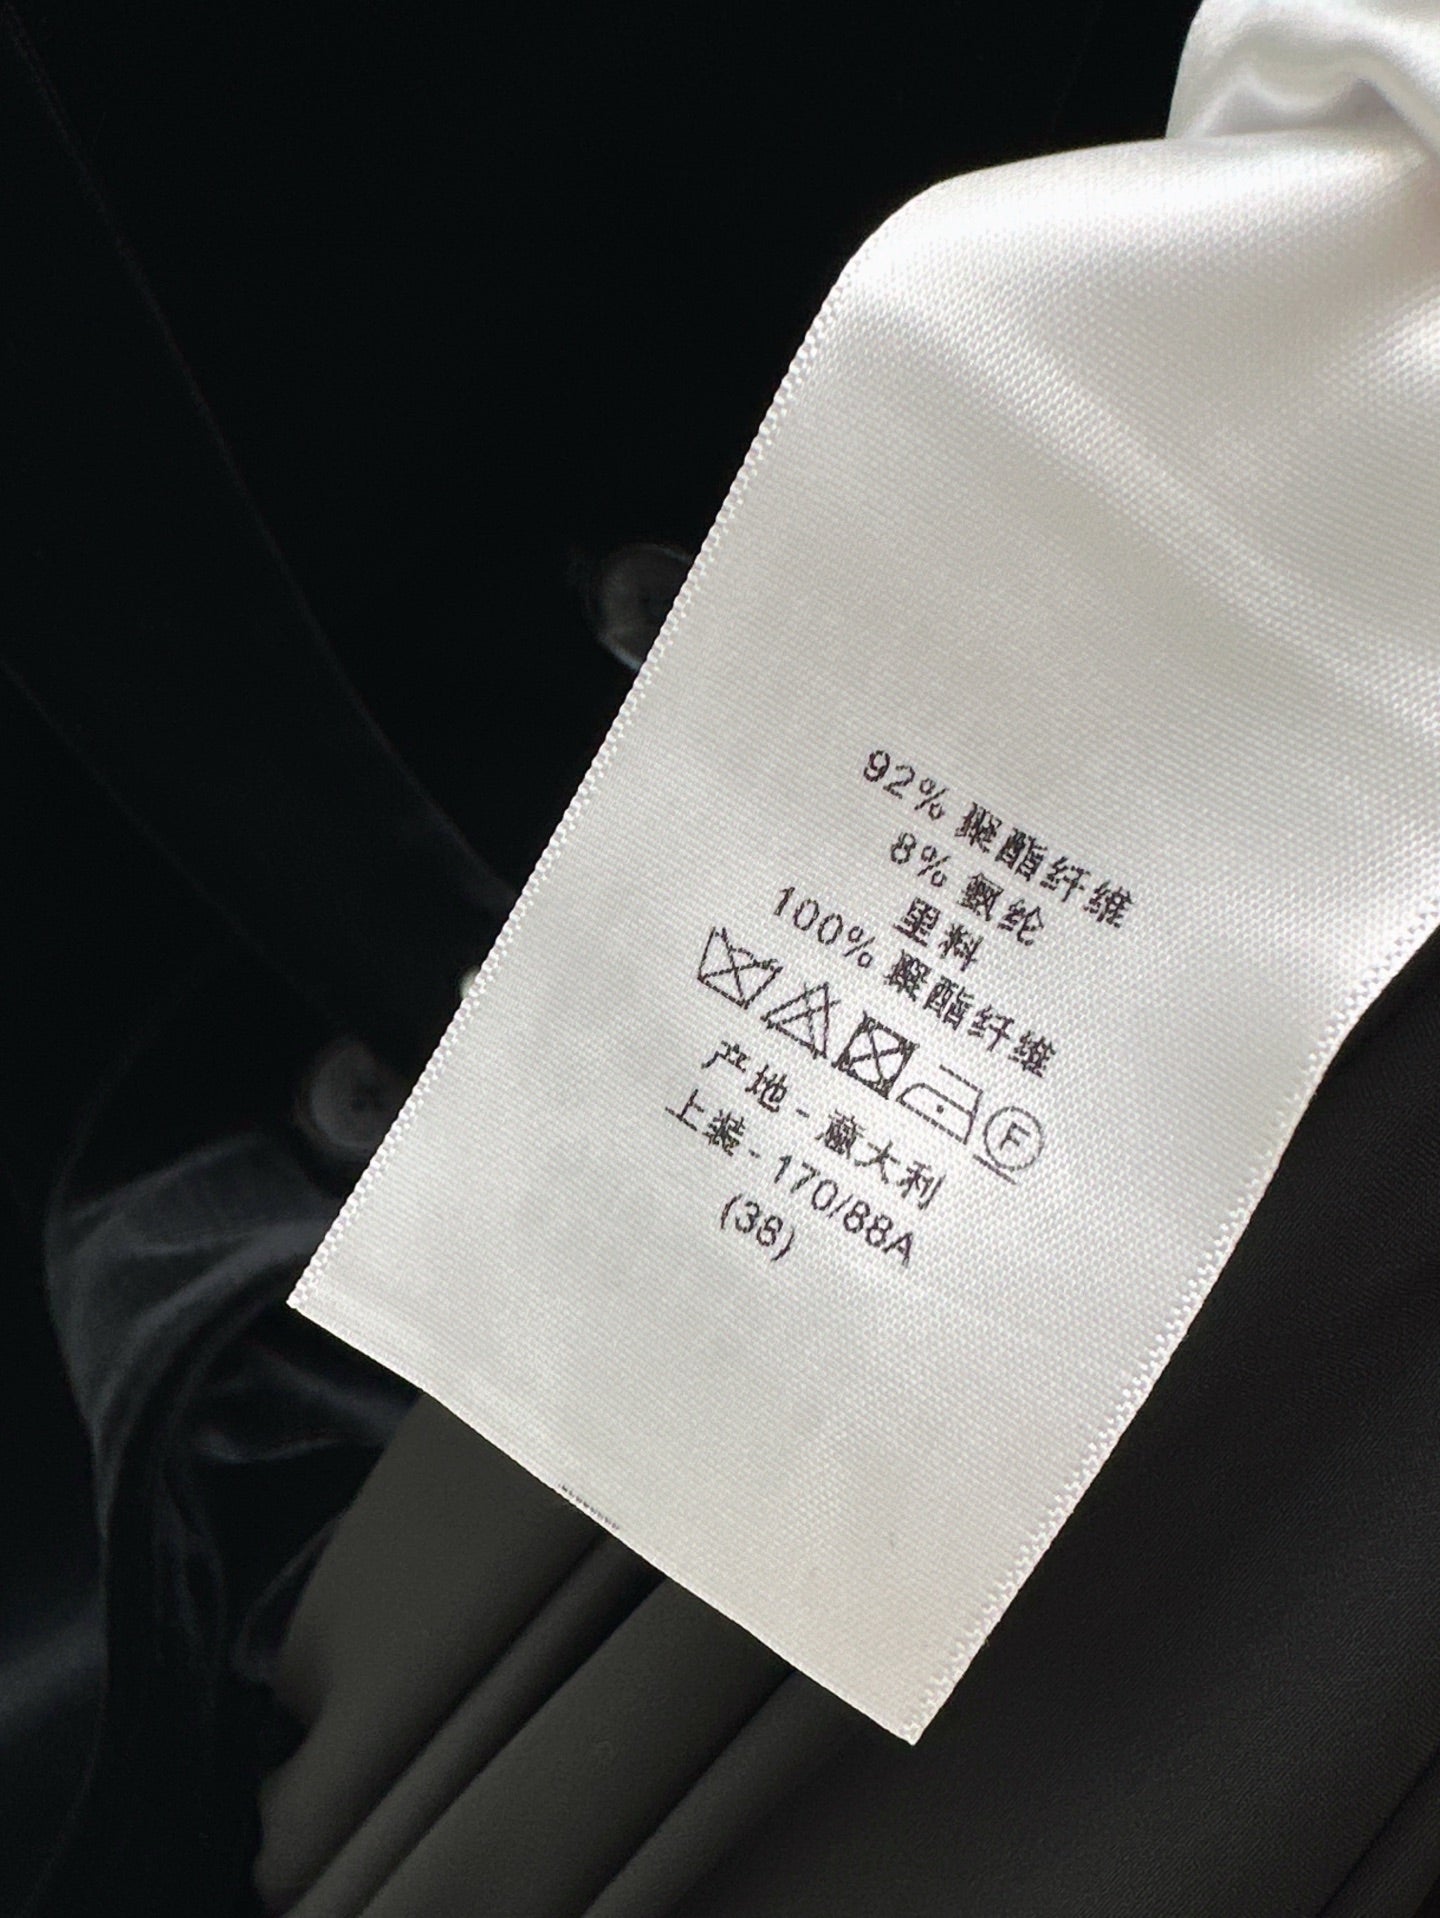 92% 聚酯纤维
8% 氨纶
里料
100% 聚酯纤维
F
产地 - 意大利
上装 - 170/88A
(38)